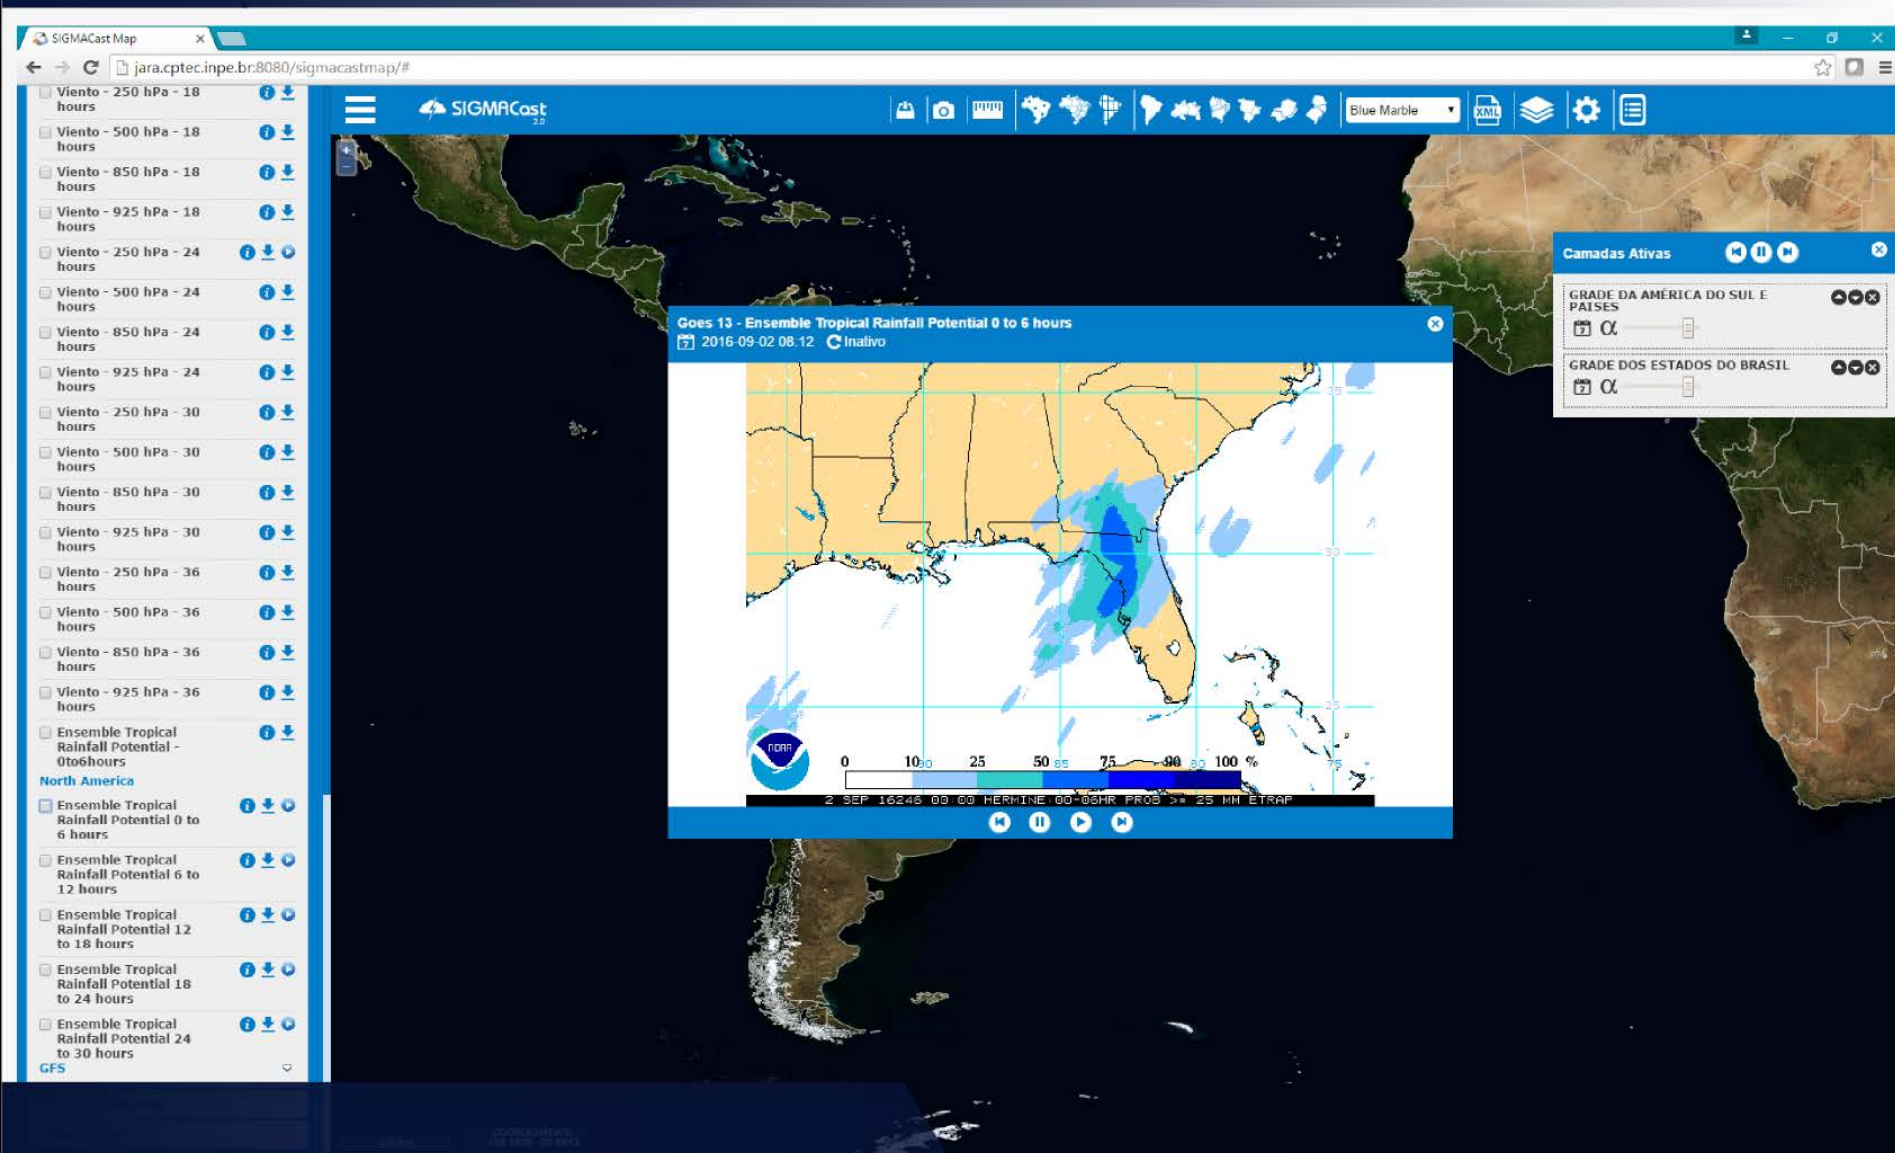 SIGMACast Map
jara.cptec.inpe.br:8080/sigmacastmap/#
SIGMACast
2.0
Blue Marble
XML
Viento - 250 hPa - 18
hours
Viento - 500 hPa - 18
hours
Viento - 850 hPa - 18
hours
Viento - 925 hPa - 18
hours
Viento - 250 hPa - 24
hours
Viento - 500 hPa - 24
hours
Viento - 850 hPa - 24
hours
Viento - 925 hPa - 24
hours
Viento - 250 hPa - 30
hours
Viento - 500 hPa - 30
hours
Viento - 850 hPa - 30
hours
Viento - 925 hPa - 30
hours
Viento - 250 hPa - 36
hours
Viento - 500 hPa - 36
hours
Viento - 850 hPa - 36
hours
Viento - 925 hPa - 36
hours
Ensemble Tropical
Rainfall Potential -
0to6hours
North America
Ensemble Tropical
Rainfall Potential 0 to
6 hours
Ensemble Tropical
Rainfall Potential 6 to
12 hours
Ensemble Tropical
Rainfall Potential 12
to 18 hours
Ensemble Tropical
Rainfall Potential 18
to 24 hours
Ensemble Tropical
Rainfall Potential 24
to 30 hours
GFS
Goes 13 - Ensemble Tropical Rainfall Potential 0 to 6 hours
2016-09-02 08:12 Inativo
35
30
25
NOAA
0 10 25 50 75 90 100 %
90 85 80 75
2 SEP 16246 00:00 HERMINE:00-06HR PROB >= 25 MM ETRAP
Camadas Ativas
GRADE DA AMÉRICA DO SUL E
PAISES
7 α
GRADE DOS ESTADOS DO BRASIL
7 α